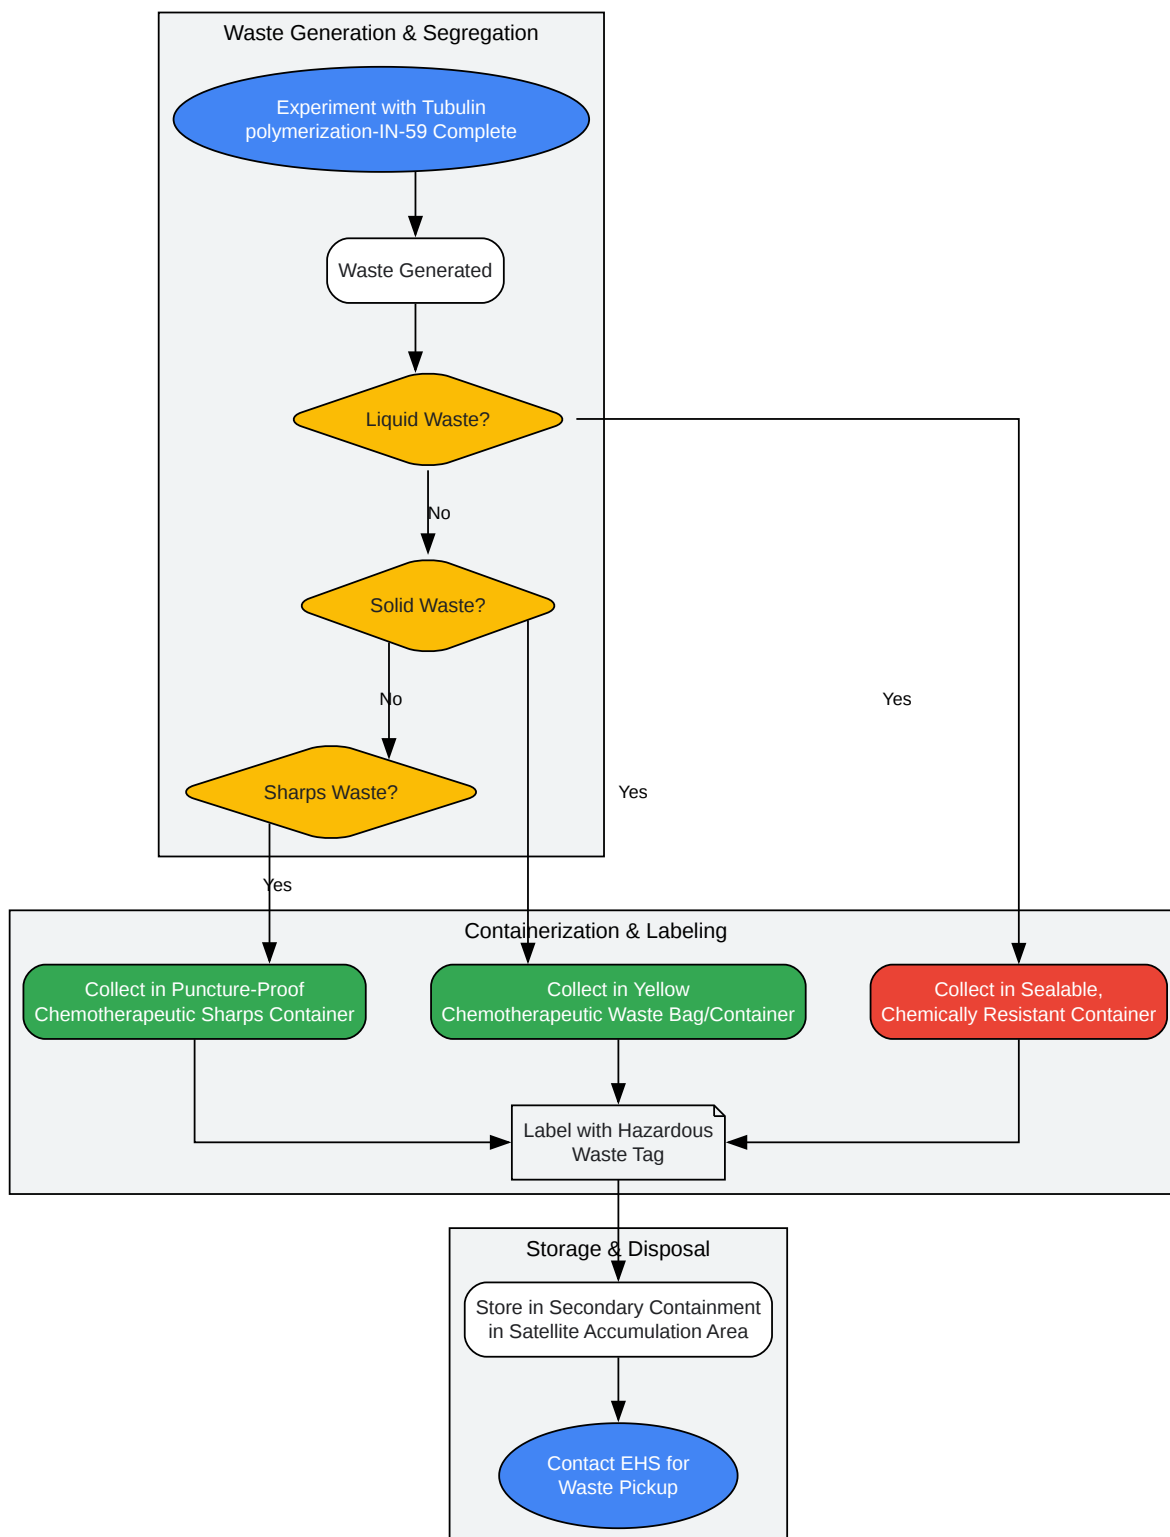 Waste Generation & Segregation
Experiment with Tubulin
polymerization-IN-59 Complete
Waste Generated
Liquid Waste?
No
Solid Waste?
No
Yes
Sharps Waste?
Yes
Yes
Containerization & Labeling
Collect in Puncture-Proof
Chemotherapeutic Sharps Container
Collect in Yellow
Chemotherapeutic Waste Bag/Container
Collect in Sealable,
Chemically Resistant Container
Label with Hazardous
Waste Tag
Storage & Disposal
Store in Secondary Containment
in Satellite Accumulation Area
Contact EHS for
Waste Pickup